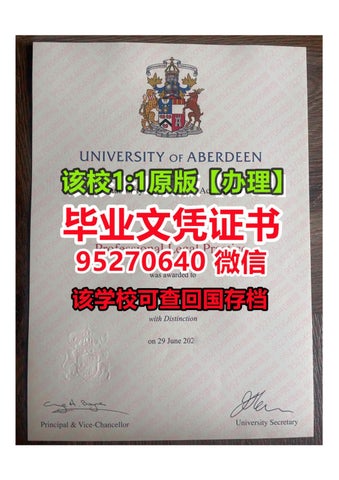 UNIVERSITY OF ABERDEEN
该校1:1原版【办理】
毕业文凭证书
Professional Legal
was awarded to
95270640 微信
该学校可查回国存档
with Distinction
on 29 June 202
Principal & Vice-Chancellor
University Secretary